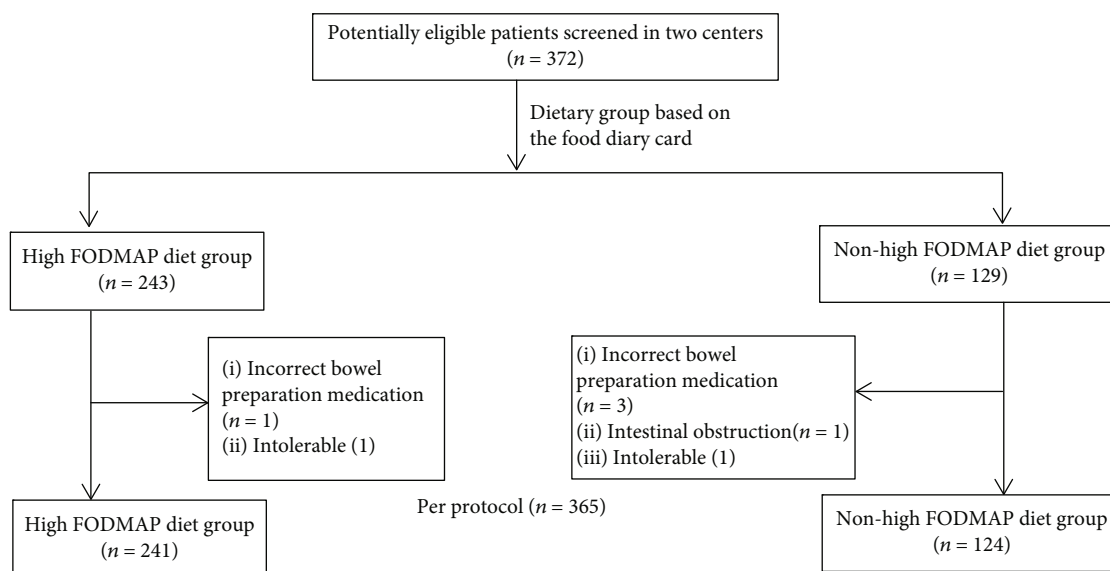 Potentially eligible patients screened in two centers
(n = 372)
Dietary group based on
the food diary card
High FODMAP diet group
(n = 243)
Non-high FODMAP diet group
(n = 129)
(i) Incorrect bowel
preparation medication
(n = 1)
(ii) Intolerable (1)
(i) Incorrect bowel
preparation medication
(n = 3)
(ii) Intestinal obstruction(n = 1)
(iii) Intolerable (1)
Per protocol (n = 365)
High FODMAP diet group
(n = 241)
Non-high FODMAP diet group
(n = 124)